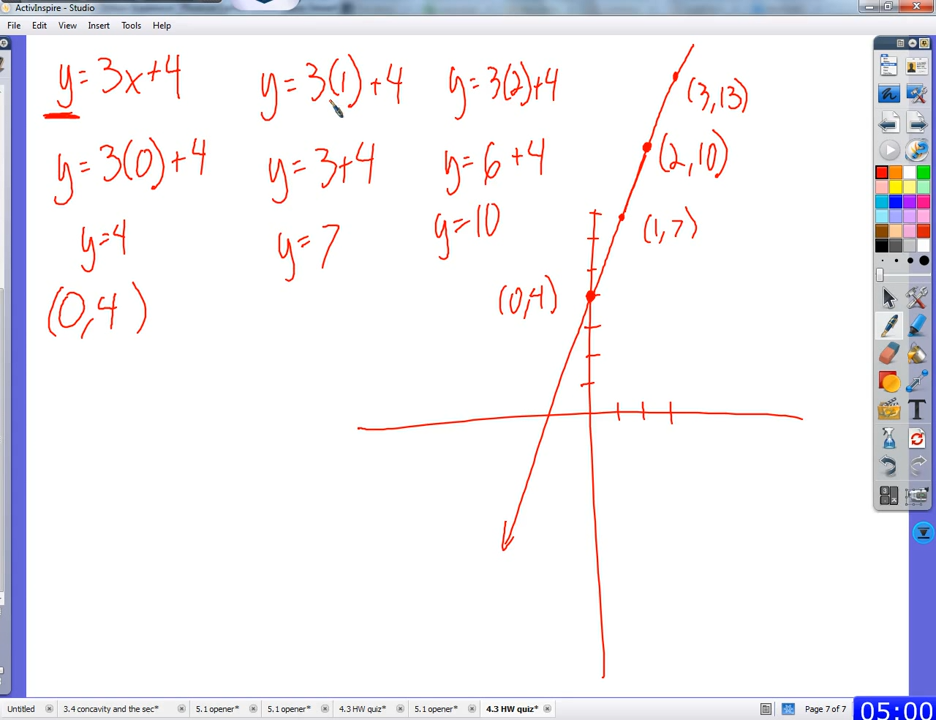 ActivInspire - Studio
File Edit View Insert Tools Help
y=3x+4
y=3(0)+4
y=4
(0,4)
y=3(1)+4
y=3+4
y=7
y=3(2)+4
y=6+4
y=10
(3,13)
(2,10)
(1,7)
(0,4)
T
Untitled 3.4 concavity and the sec* 5.1 opener* 5.1 opener* 4.3 HW quiz* 5.1 opener* 4.3 HW quiz* Page 7 of 7
05:00